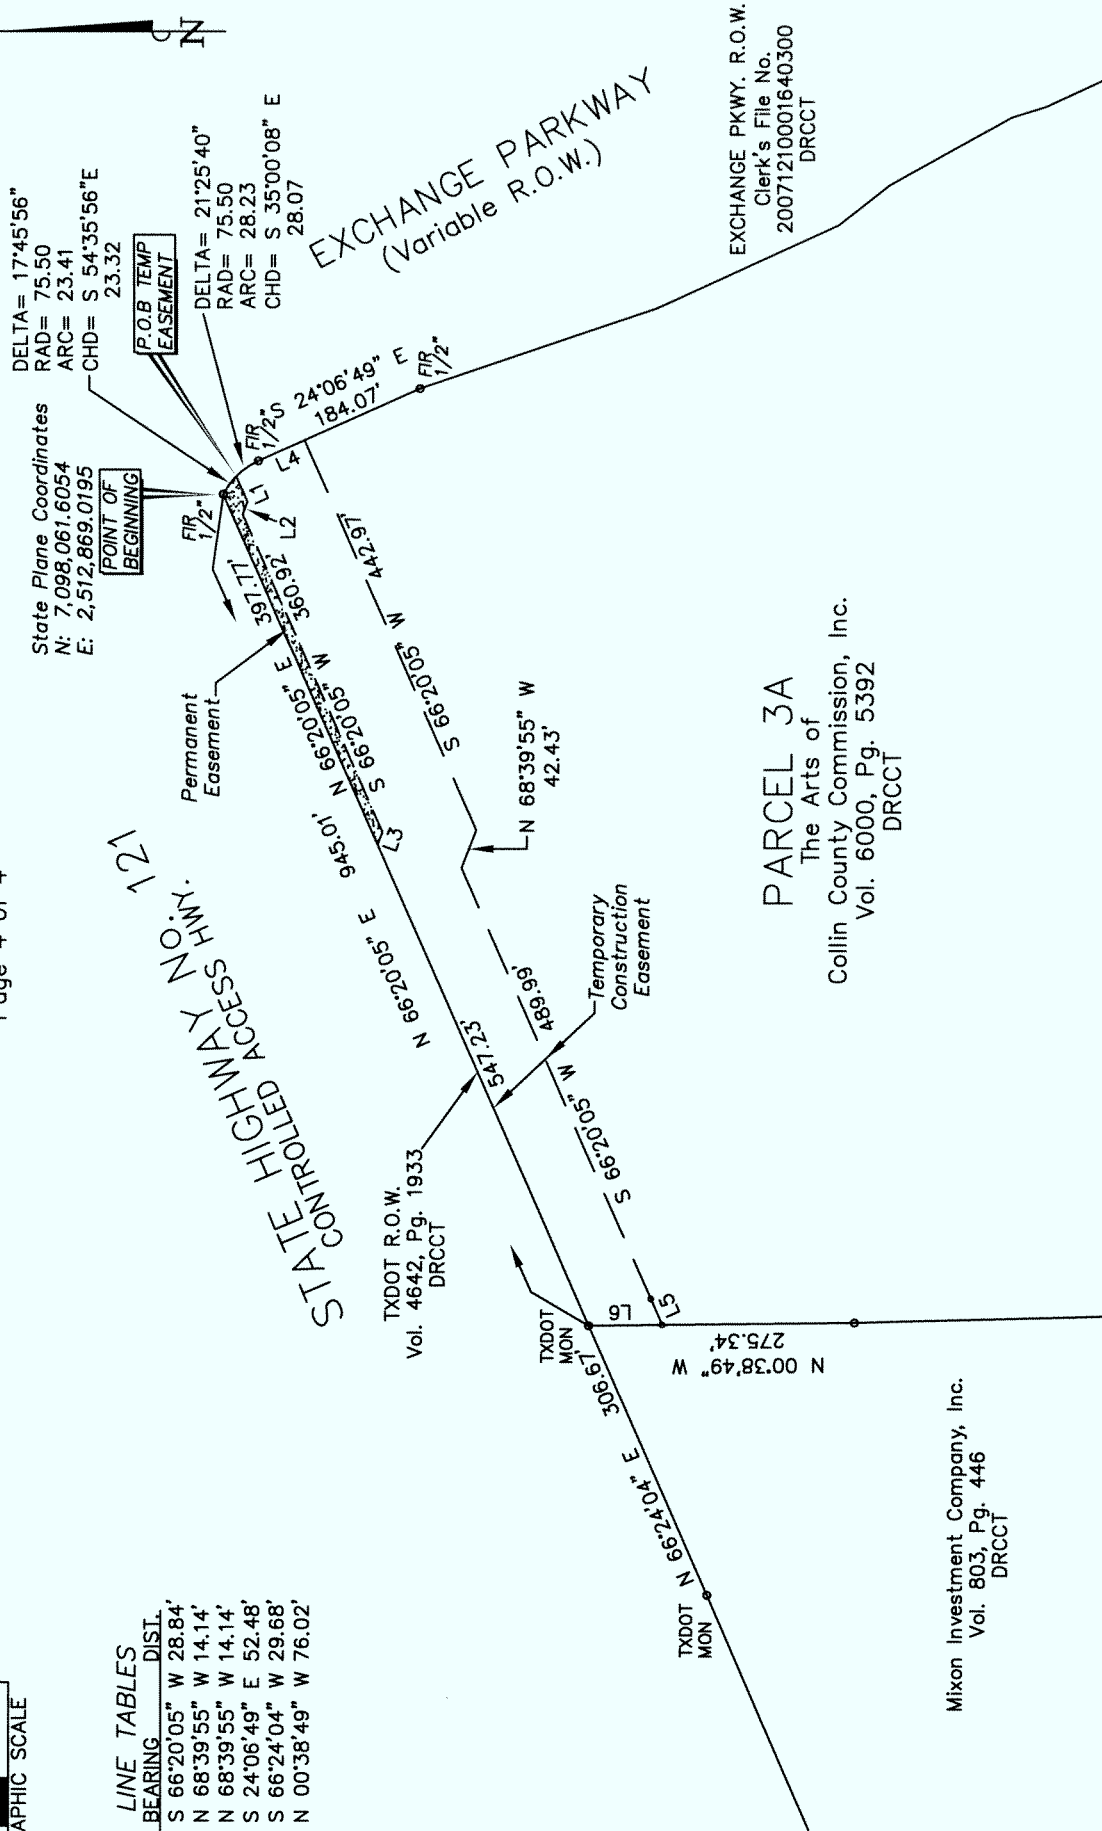 Page 4 of 4
N
APHIC SCALE
LINE TABLES
BEARING DIST.
S 66°20'05" W 28.84'
N 68°39'55" W 14.14'
N 68°39'55" W 14.14'
S 24°06'49" E 52.48'
S 66°24'04" W 29.68'
N 00°38'49" W 76.02'
STATE HIGHWAY NO. 121
CONTROLLED ACCESS HWY.
State Plane Coordinates
N: 7,098,061.6054
E: 2,512,869.0195
POINT OF
BEGINNING
DELTA= 17°45'56"
RAD= 75.50
ARC= 23.41
CHD= S 54°35'56"E
23.32
P.O.B TEMP
EASEMENT
DELTA= 21°25'40"
RAD= 75.50
ARC= 28.23
CHD= S 35°00'08" E
28.07
EXCHANGE PARKWAY
(Variable R.O.W.)
EXCHANGE PKWY. R.O.W.
Clerk's File No.
20071210001640300
DRCCT
FIR
1/2"
FIR
1/2"
S 24°06'49" E
184.07'
FIR
1/2"
L1
L2
L3
L4
L5
L6
Permanent
Easement
397.77'
N 66°20'05" E
360.92'
S 66°20'05" W
N 66°20'05" E 945.01'
547.23'
S 66°20'05" W 442.97'
N 68°39'55" W
42.43'
S 66°20'05" W 489.99'
Temporary
Construction
Easement
TXDOT R.O.W.
Vol. 4642, Pg. 1933
DRCCT
TXDOT
MON
N 66°24'04" E 306.67'
TXDOT
MON
N 00°38'49" W
275.34'
PARCEL 3A
The Arts of
Collin County Commission, Inc.
Vol. 6000, Pg. 5392
DRCCT
Mixon Investment Company, Inc.
Vol. 803, Pg. 446
DRCCT